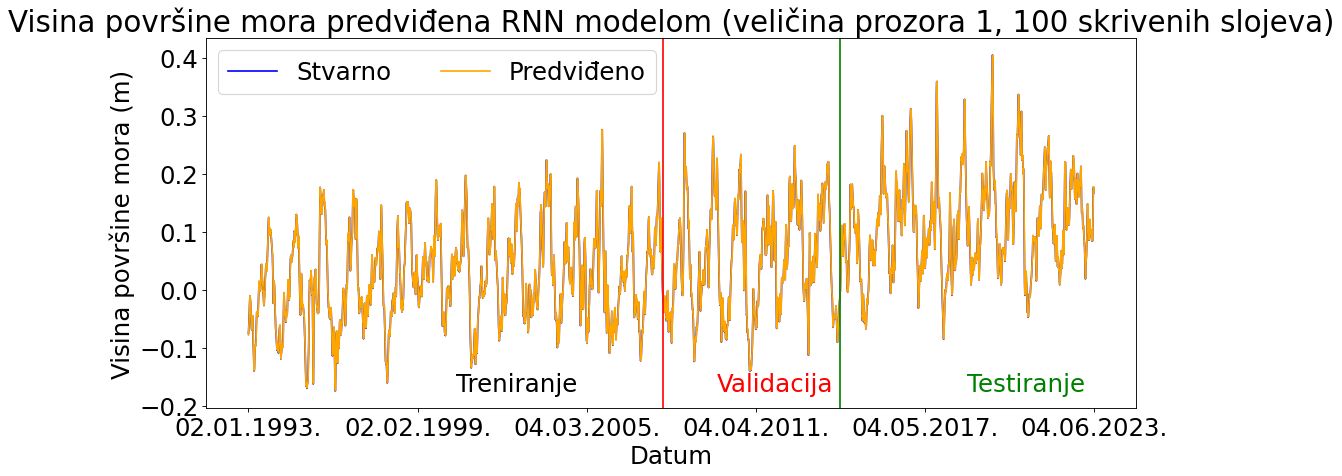 Visina površine mora predviđena RNN modelom (veličina prozora 1, 100 skrivenih slojeva)
Stvarno Predviđeno
Visina površine mora (m)
0.4
0.3
0.2
0.1
0.0
−0.1
−0.2
Treniranje Validacija Testiranje
02.01.1993. 02.02.1999. 04.03.2005. 04.04.2011. 04.05.2017. 04.06.2023.
Datum